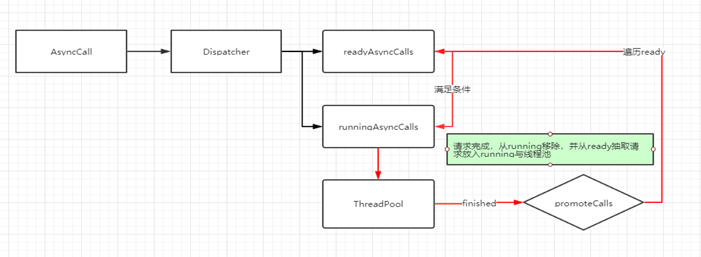 AsyncCall
Dispatcher
readyAsyncCalls
遍历ready
满足条件
runningAsyncCalls
请求完成，从running移除，并从ready抽取请
求放入running与线程池
ThreadPool
finished
promoteCalls